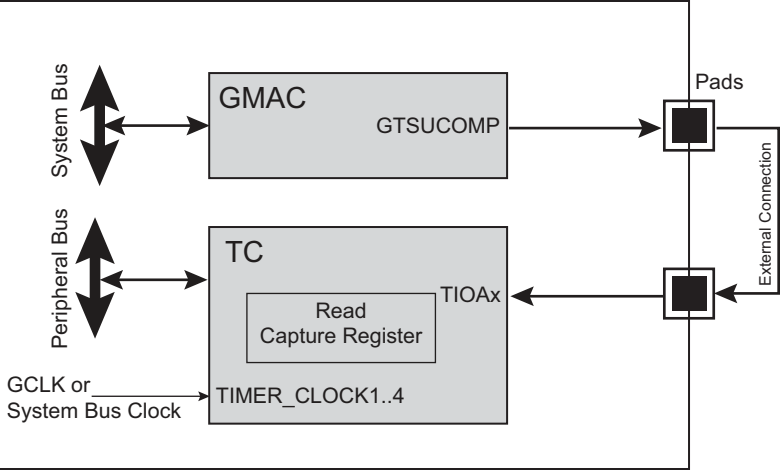 Pads
System Bus
GMAC
GTSUCOMP
External Connection
Peripheral Bus
TC
TIOAx
Read
Capture Register
GCLK or
System Bus Clock
TIMER_CLOCK1..4